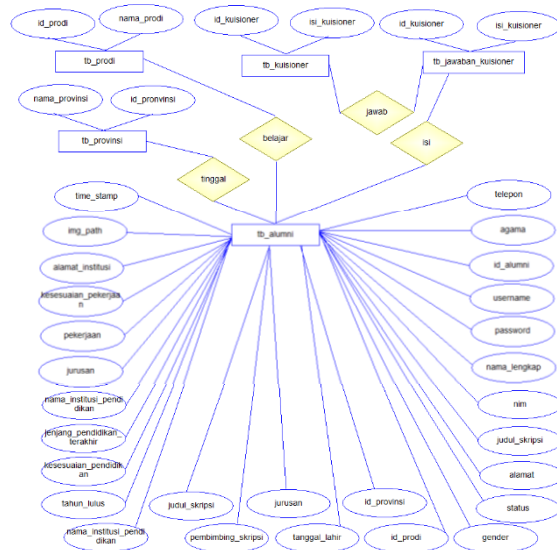 id_prodi
nama_prodi
id_kuisioner
isi_kuisioner
id_kuisioner
isi_kuisioner
tb_prodi
tb_kuisioner
tb_jawaban_kuisioner
nama_provinsi
id_pronvinsi
jawab
tb_provinsi
belajar
isi
tinggal
time_stamp
telepon
img_path
tb_alumni
agama
alamat_institusi
id_alumni
kesesuaian_pekerjaa
n
username
pekerjaan
password
jurusan
nama_lengkap
nama_institusi_pendi
dikan
nim
jenjang_pendidikan_
terakhir
judul_skripsi
kesesuaian_pendidik
an
alamat
tahun_lulus
judul_skripsi
jurusan
id_provinsi
status
nama_institusi_pendi
dikan
pembimbing_skripsi
tanggal_lahir
id_prodi
gender